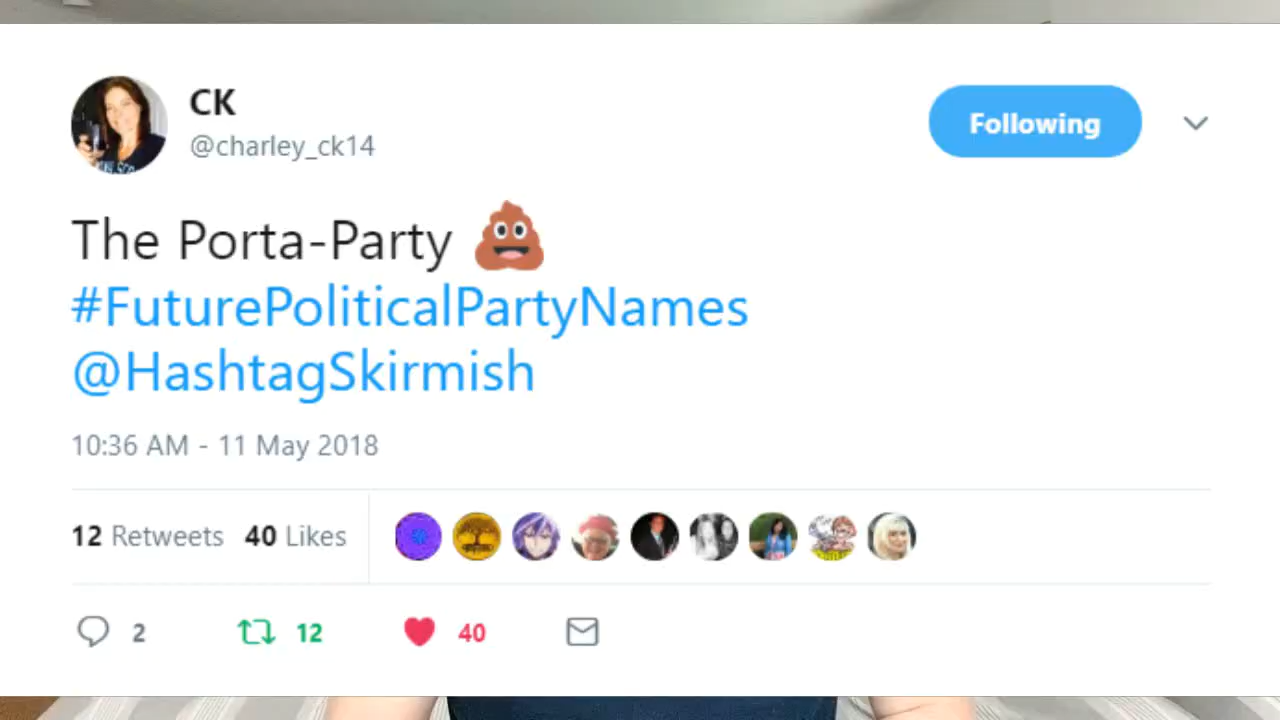 CK
@charley_ck14
Following
The Porta-Party 💩
#FuturePoliticalPartyNames
@HashtagSkirmish
10:36 AM - 11 May 2018
12 Retweets 40 Likes
2 12 40